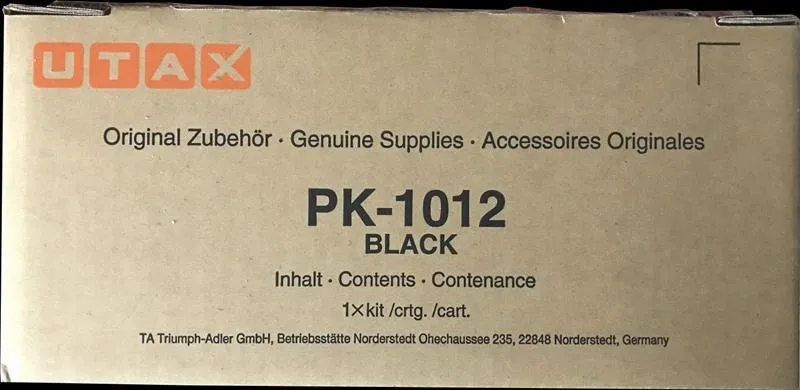 UTAX
Original Zubehör · Genuine Supplies · Accessoires Originales
PK-1012
BLACK
Inhalt · Contents · Contenance
1×kit /crtg. /cart.
TA Triumph-Adler GmbH, Betriebsstätte Norderstedt Ohechaussee 235, 22848 Norderstedt, Germany